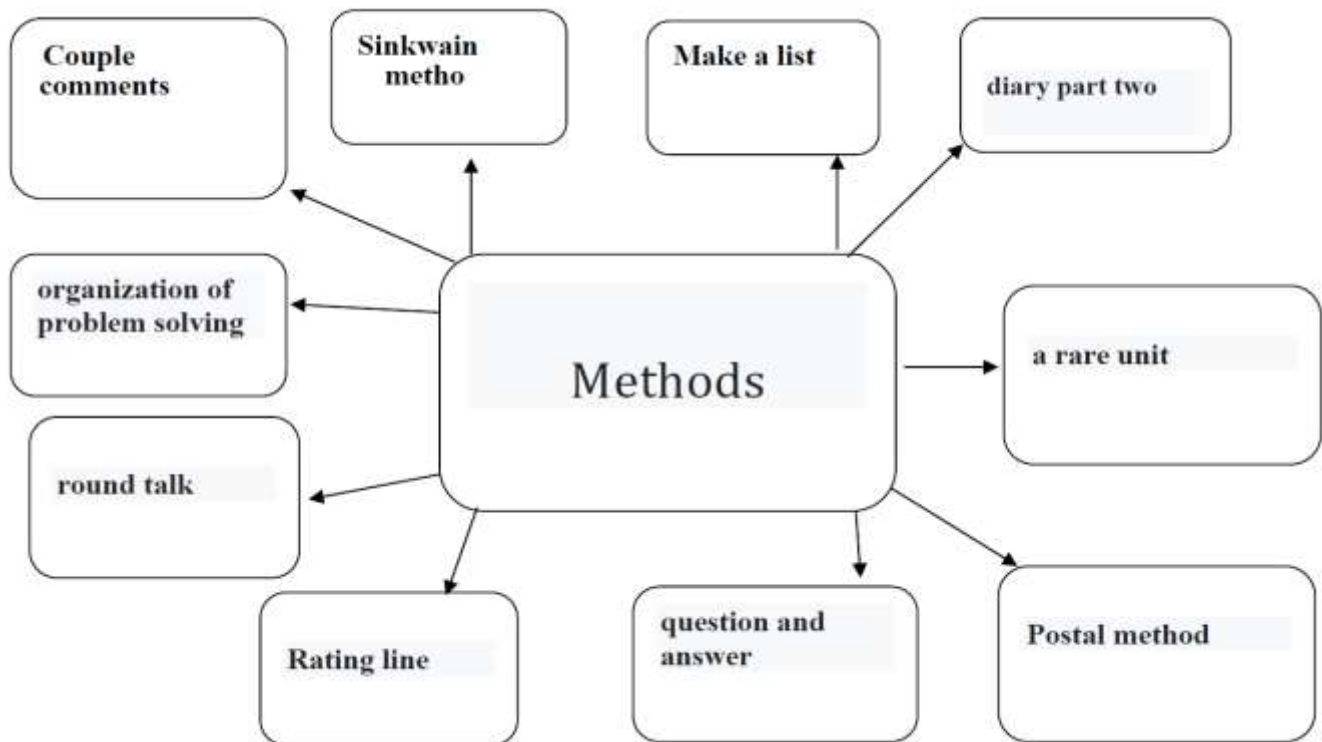 Couple
comments
Sinkwain
metho
Make a list
diary part two
organization of
problem solving
Methods
a rare unit
round talk
Rating line
question and
answer
Postal method